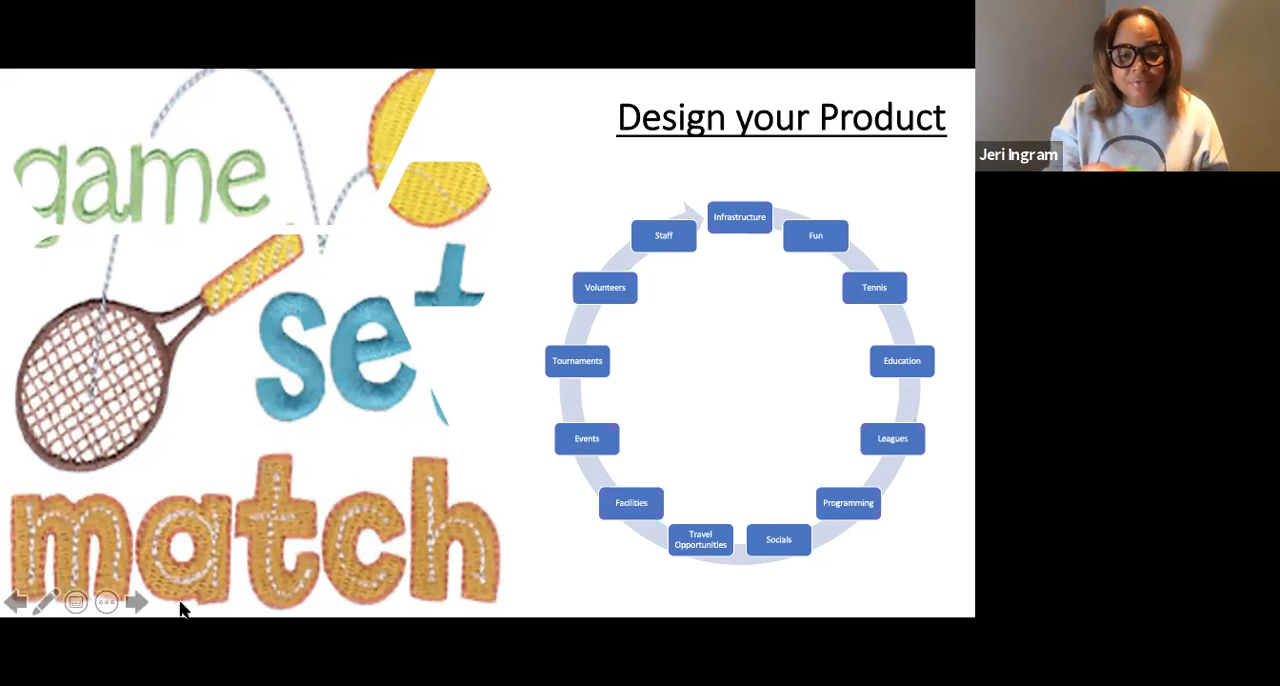 Design your Product
game
set
match
Infrastructure
Fun
Tennis
Education
Leagues
Programming
Socials
Travel
Opportunities
Facilities
Events
Tournaments
Volunteers
Staff
Jeri Ingram